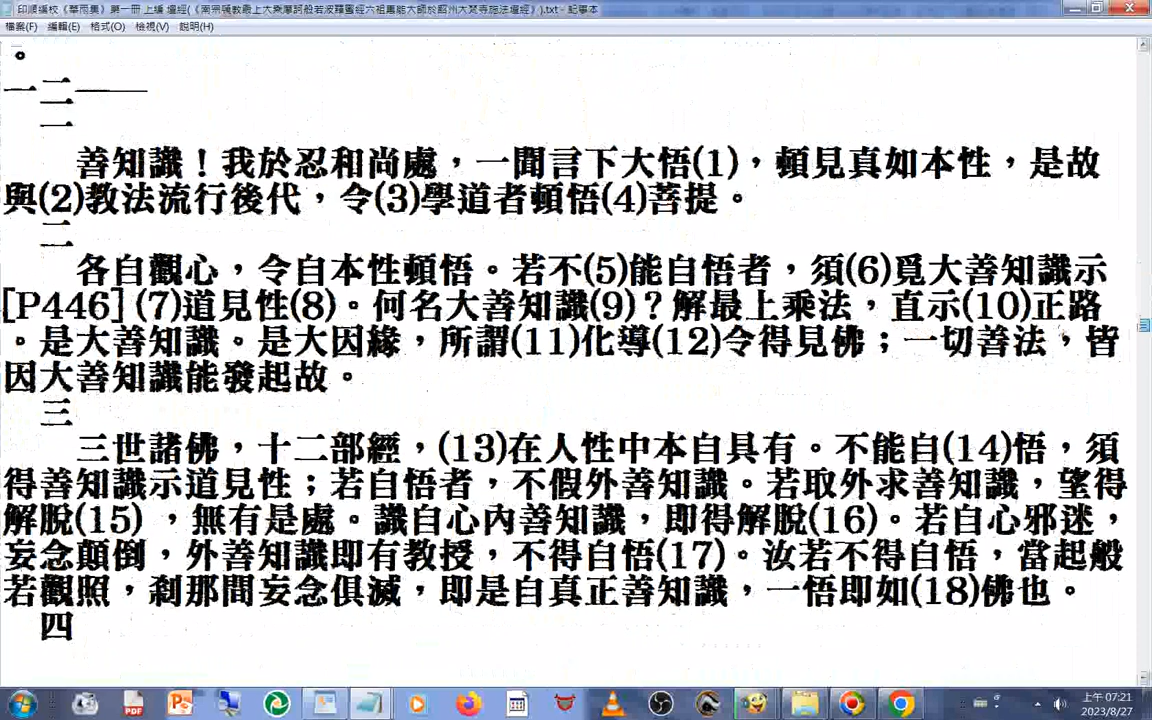 印順編校《華雨集》第一冊 上編 壇經(《南宗頓教最上大乘摩訶般若波羅蜜經六祖惠能大師於韶州大梵寺施法壇經》).txt - 記事本
檔案(F) 編輯(E) 格式(O) 檢視(V) 說明(H)
。
一二———
一
善知識！我於忍和尚處，一聞言下大悟(1)，頓見真如本性，是故
與(2)教法流行後代，令(3)學道者頓悟(4)菩提。
二
各自觀心，令自本性頓悟。若不(5)能自悟者，須(6)覓大善知識示
[P446] (7)道見性(8)。何名大善知識(9)？解最上乘法，直示(10)正路
。是大善知識。是大因緣，所謂(11)化導(12)令得見佛；一切善法，皆
因大善知識能發起故。
三
三世諸佛，十二部經，(13)在人性中本自具有。不能自(14)悟，須
得善知識示道見性；若自悟者，不假外善知識。若取外求善知識，望得
解脫(15) ，無有是處。識自心內善知識，即得解脫(16)。若自心邪迷，
妄念顛倒，外善知識即有教授，不得自悟(17)。汝若不得自悟，當起般
若觀照，剎那間妄念俱滅，即是自真正善知識，一悟即如(18)佛也。
四
上午 07:21
2023/8/27